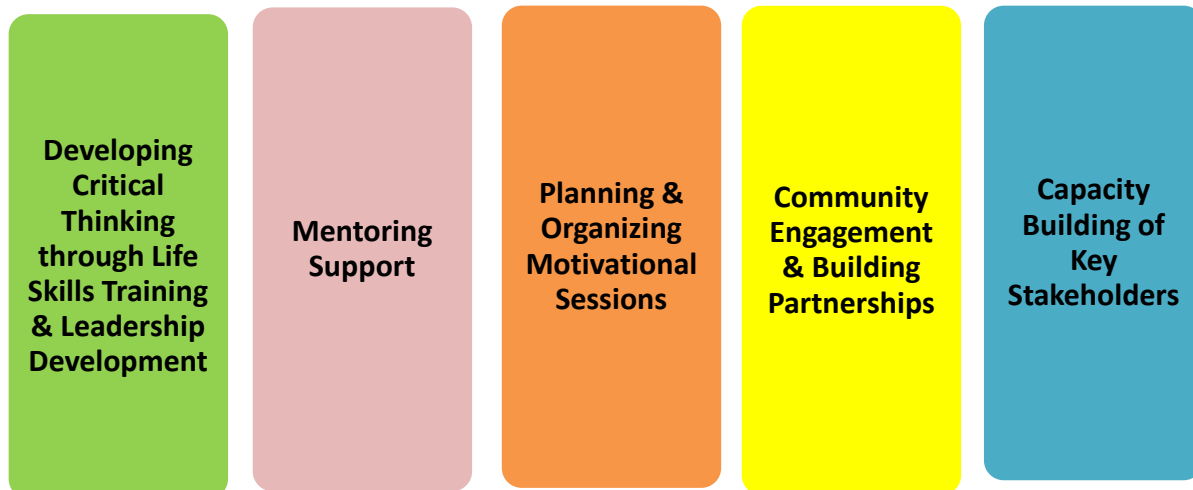 Developing
Critical
Thinking
through Life
Skills Training
& Leadership
Development
Mentoring
Support
Planning &
Organizing
Motivational
Sessions
Community
Engagement
& Building
Partnerships
Capacity
Building of
Key
Stakeholders